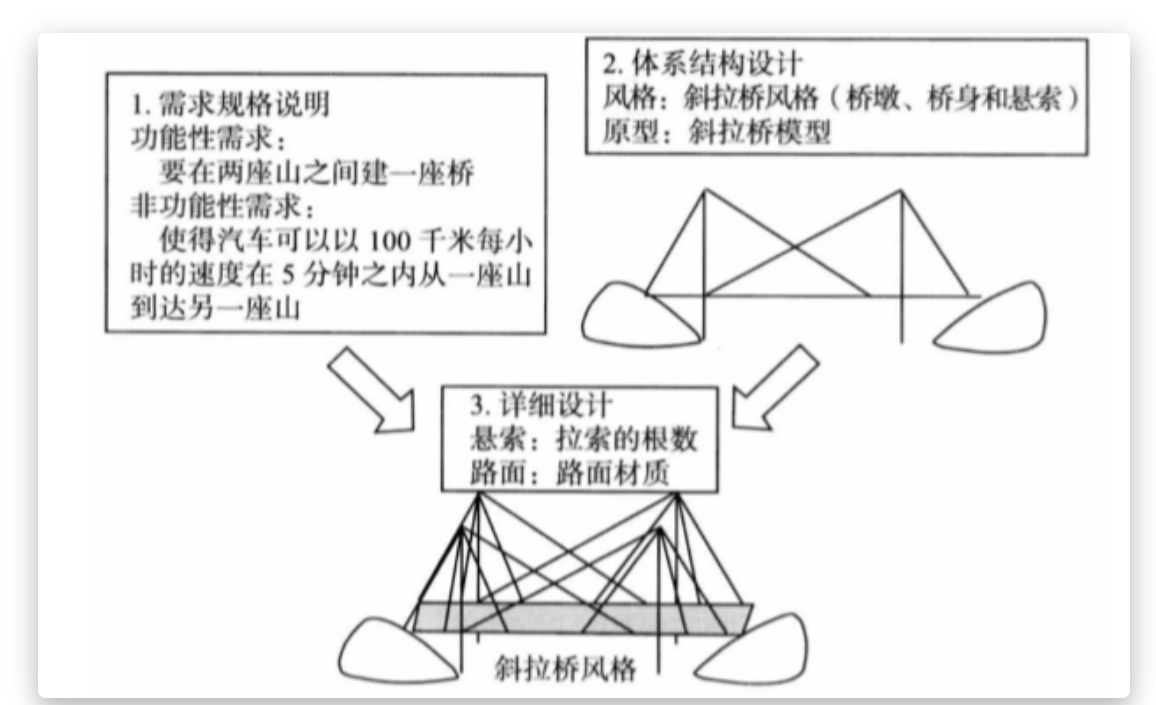 1. 需求规格说明
功能性需求：
要在两座山之间建一座桥
非功能性需求：
使得汽车可以以 100 千米每小
时的速度在 5 分钟之内从一座山
到达另一座山
2. 体系结构设计
风格：斜拉桥风格（桥墩、桥身和悬索）
原型：斜拉桥模型
3. 详细设计
悬索：拉索的根数
路面：路面材质
斜拉桥风格